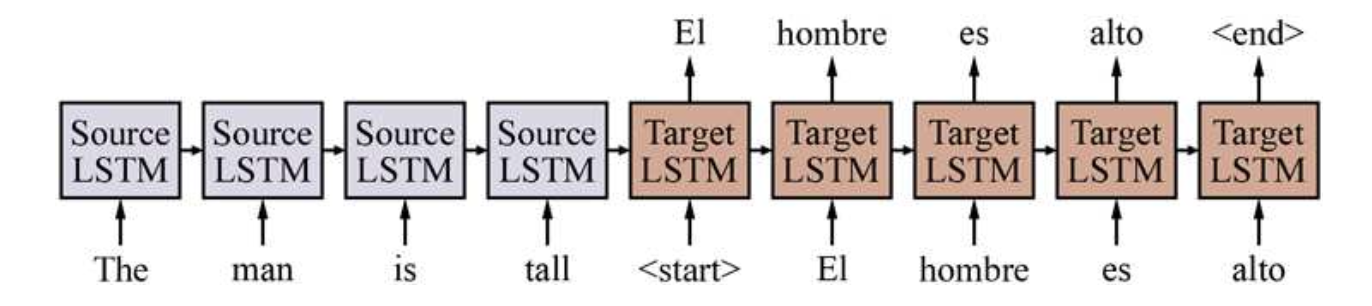 El hombre es alto <end>
Source LSTM Source LSTM Source LSTM Source LSTM Target LSTM Target LSTM Target LSTM Target LSTM Target LSTM
The man is tall <start> El hombre es alto